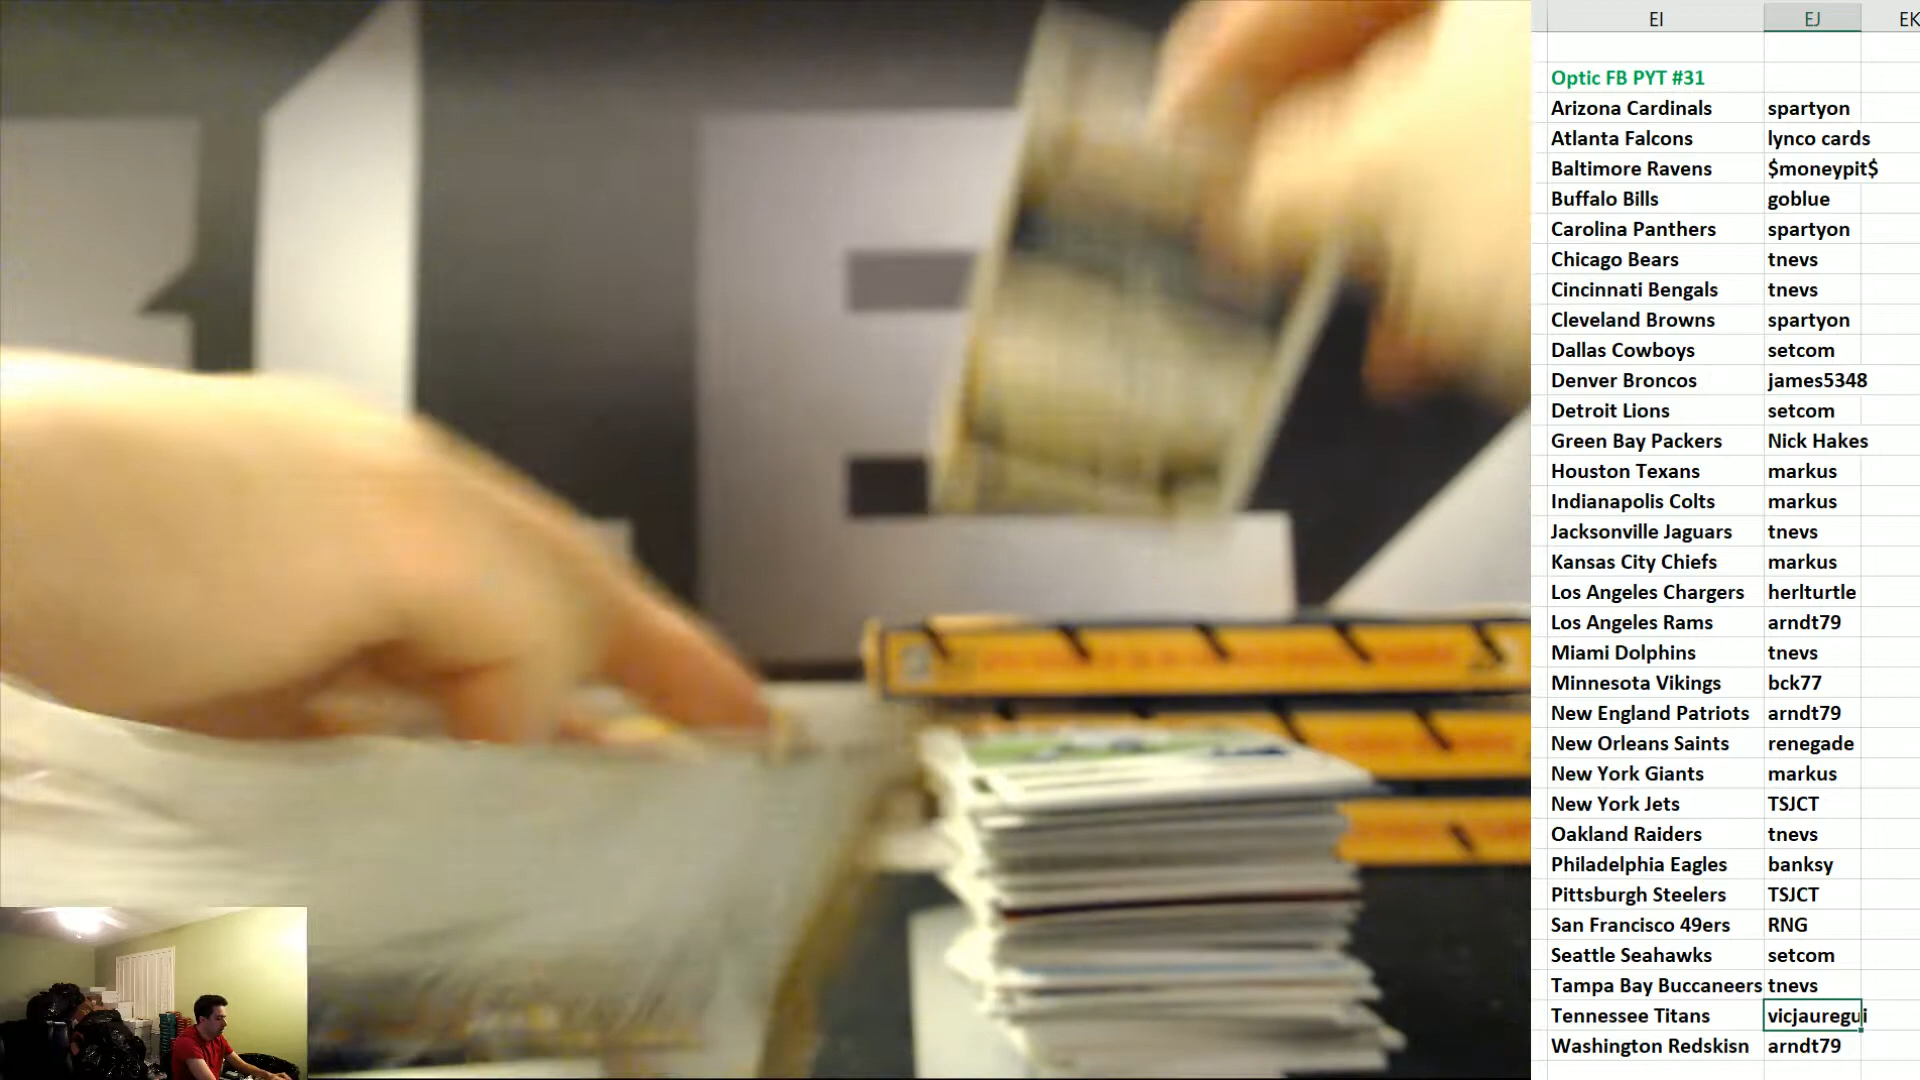 EI EJ EK
Optic FB PYT #31
Arizona Cardinals spartyon
Atlanta Falcons lynco cards
Baltimore Ravens $moneypit$
Buffalo Bills goblue
Carolina Panthers spartyon
Chicago Bears tnevs
Cincinnati Bengals tnevs
Cleveland Browns spartyon
Dallas Cowboys setcom
Denver Broncos james5348
Detroit Lions setcom
Green Bay Packers Nick Hakes
Houston Texans markus
Indianapolis Colts markus
Jacksonville Jaguars tnevs
Kansas City Chiefs markus
Los Angeles Chargers herlturtle
Los Angeles Rams arndt79
Miami Dolphins tnevs
Minnesota Vikings bck77
New England Patriots arndt79
New Orleans Saints renegade
New York Giants markus
New York Jets TSJCT
Oakland Raiders tnevs
Philadelphia Eagles banksy
Pittsburgh Steelers TSJCT
San Francisco 49ers RNG
Seattle Seahawks setcom
Tampa Bay Buccaneers tnevs
Tennessee Titans vicjauregui
Washington Redskisn arndt79